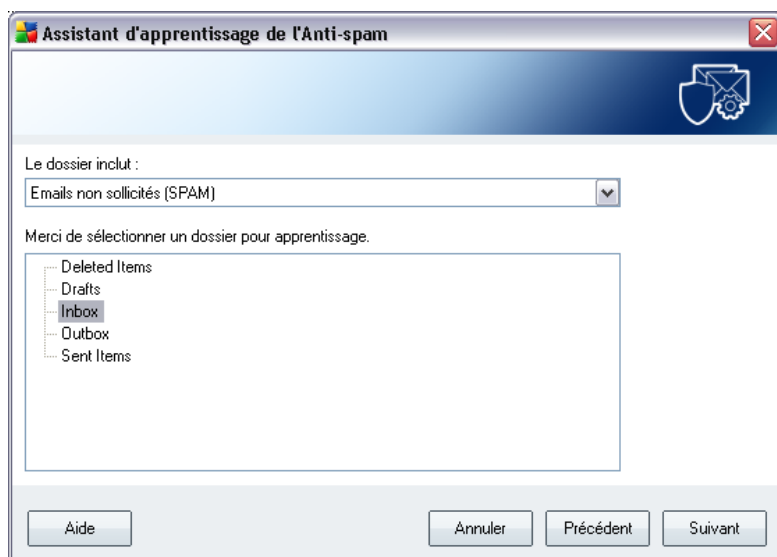 Assistant d'apprentissage de l'Anti-spam
Le dossier inclut :
Emails non sollicités (SPAM)
Merci de sélectionner un dossier pour apprentissage.
Deleted Items
Drafts
Inbox
Outbox
Sent Items
Aide
Annuler
Précédent
Suivant